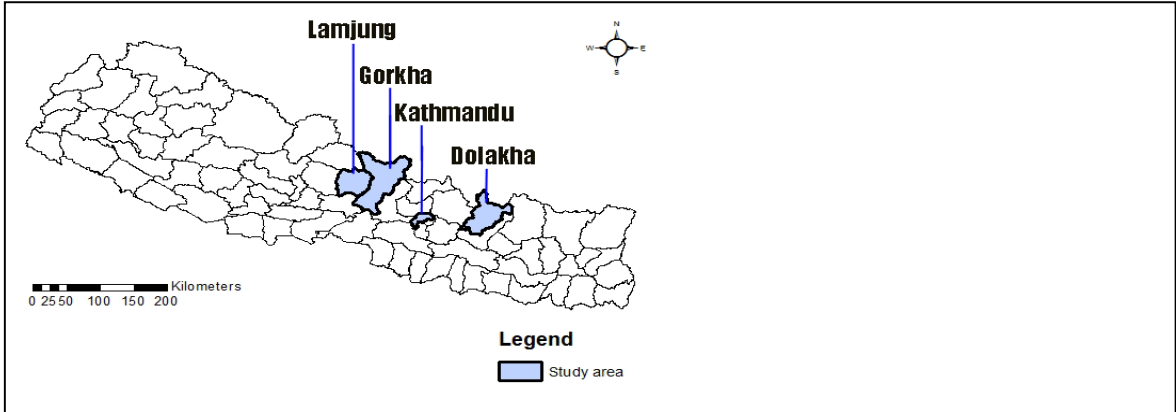 Lamjung
Gorkha
Kathmandu
Dolakha
N
W E
S
Kilometers
0 25 50 100 150 200
Legend
Study area